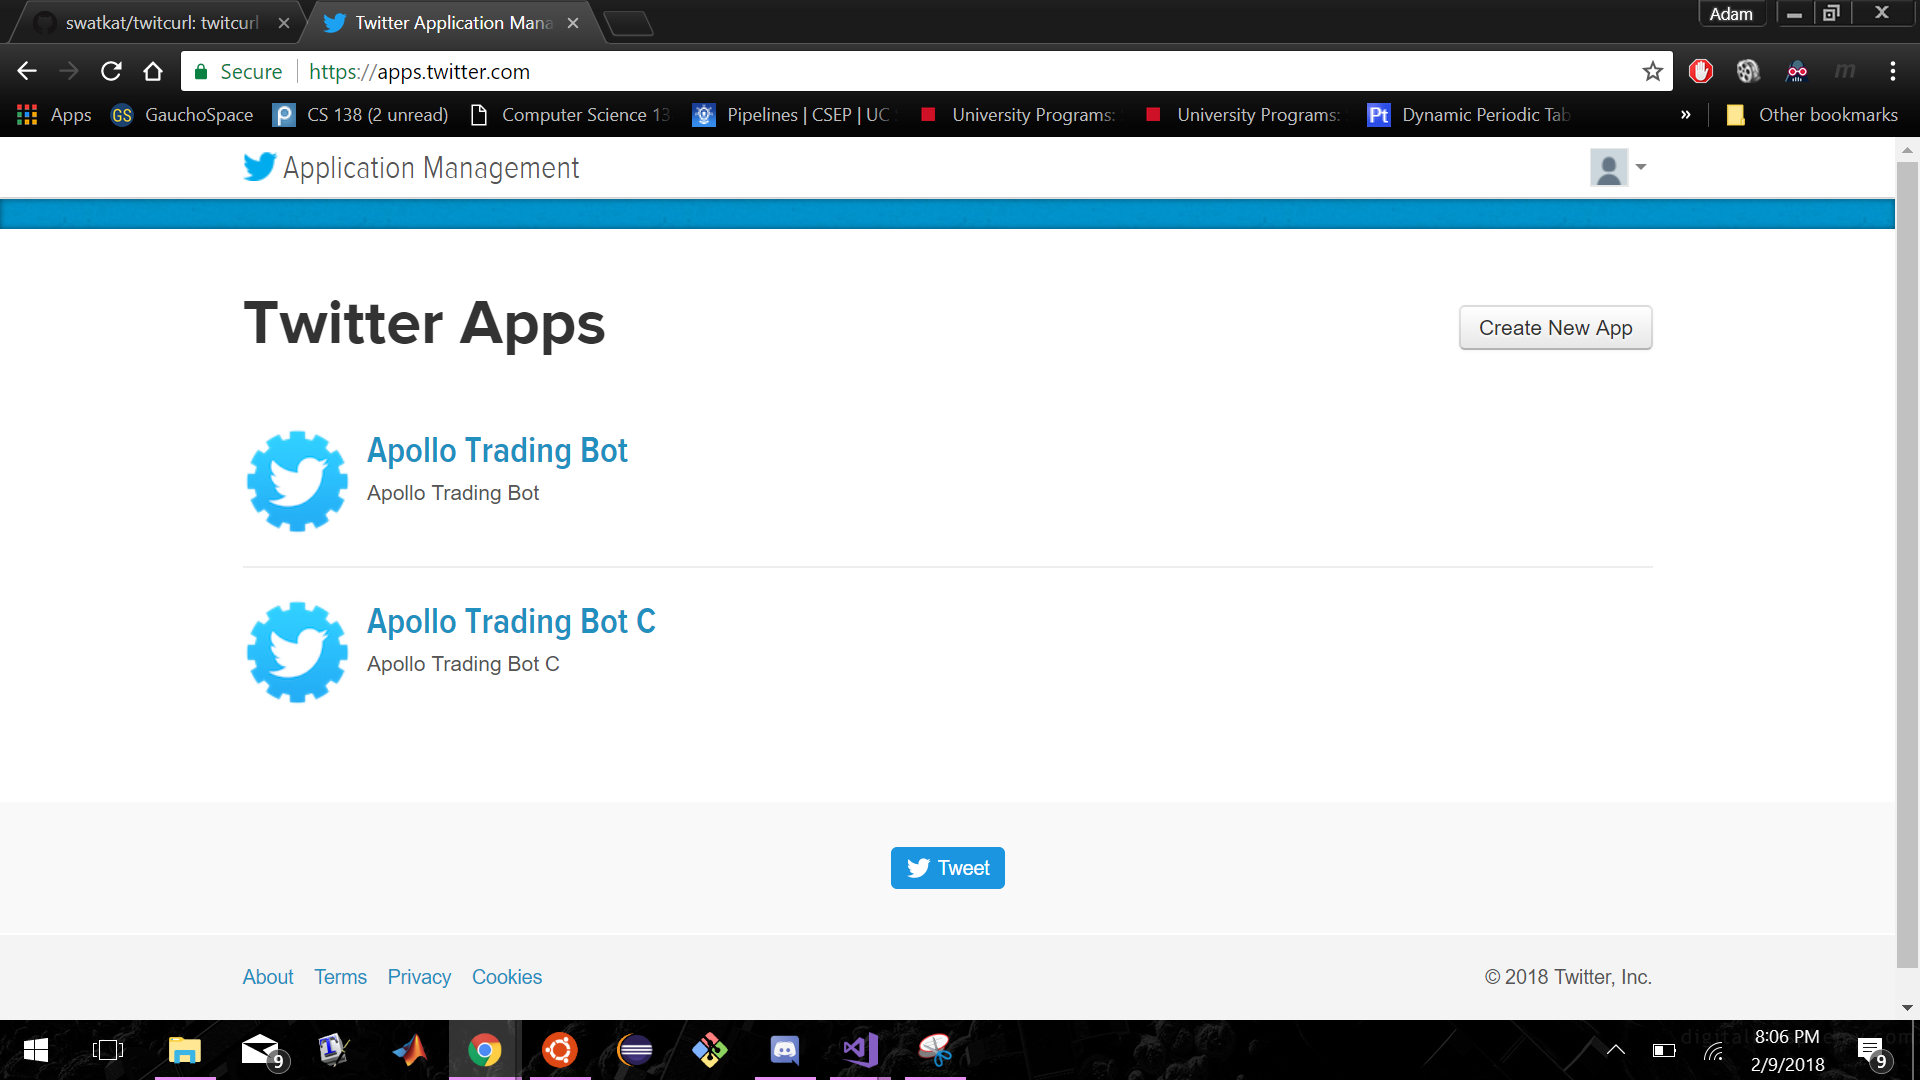 swatkat/twitcurl: twitcurl
Twitter Application Mana
Adam
Secure
https://apps.twitter.com
Apps
GS
GauchoSpace
CS 138 (2 unread)
Computer Science 13
Pipelines | CSEP | UC
University Programs:
University Programs:
Pt
Dynamic Periodic Tab
»
Other bookmarks
Application Management
Twitter Apps
Create New App
Apollo Trading Bot
Apollo Trading Bot
Apollo Trading Bot C
Apollo Trading Bot C
Tweet
About Terms Privacy Cookies
© 2018 Twitter, Inc.
9
8:06 PM
2/9/2018
9